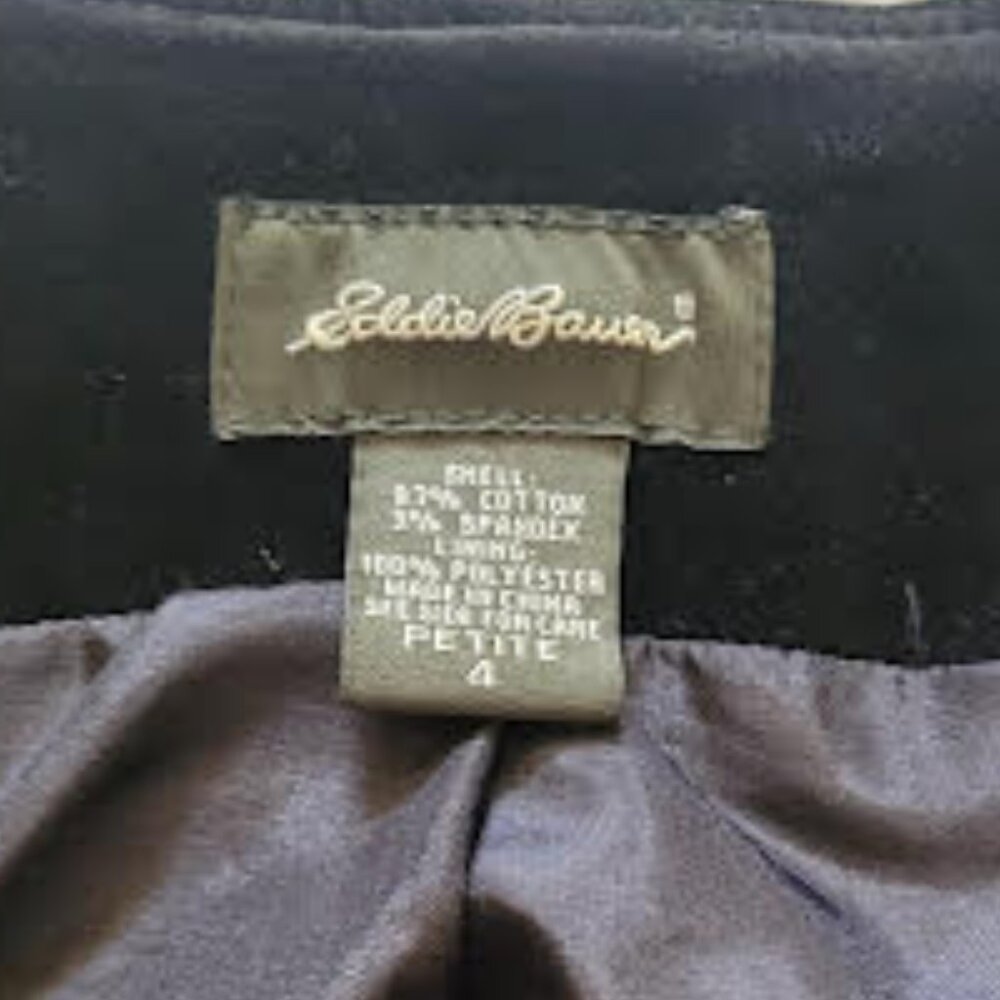 Eddie Bauer®
SHELL:
97% COTTON
3% SPANDEX
LINING:
100% POLYESTER
MADE IN CHINA
SEE SIDE FOR CARE
PETITE
4